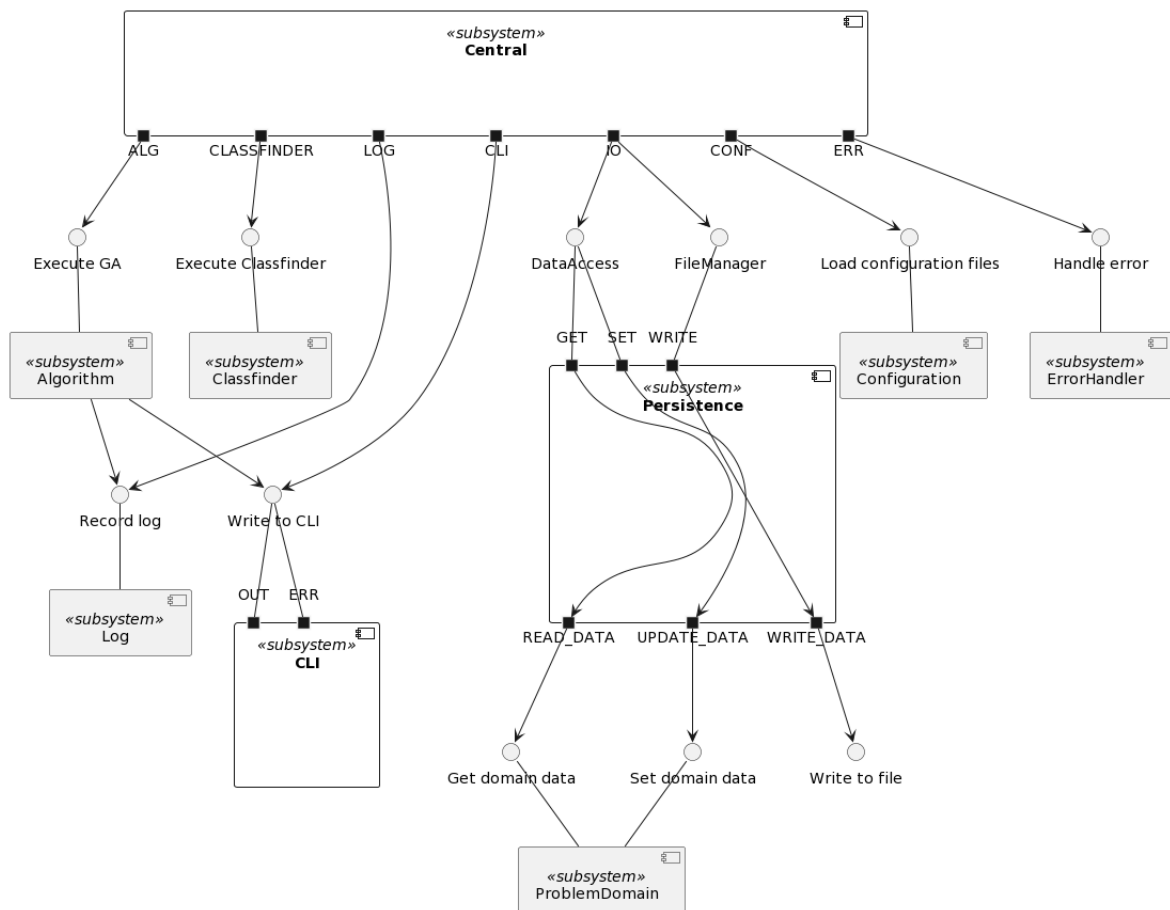 «subsystem»
Central
ALG
CLASSFINDER
LOG
CLI
IO
CONF
ERR
Execute GA
Execute Classfinder
DataAccess
FileManager
Load configuration files
Handle error
GET
SET
WRITE
«subsystem»
Algorithm
«subsystem»
Classfinder
«subsystem»
Persistence
«subsystem»
Configuration
«subsystem»
ErrorHandler
Record log
Write to CLI
OUT
ERR
«subsystem»
Log
«subsystem»
CLI
READ_DATA
UPDATE_DATA
WRITE_DATA
Get domain data
Set domain data
Write to file
«subsystem»
ProblemDomain